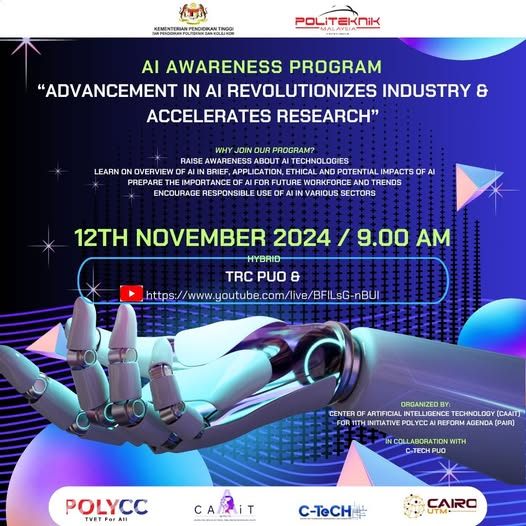 KEMENTERIAN PENDIDIKAN TINGGI
POLITEKNIK
MALAYSIA
AI AWARENESS PROGRAM
“ADVANCEMENT IN AI REVOLUTIONIZES INDUSTRY &
ACCELERATES RESEARCH”
WHY JOIN OUR PROGRAM?
RAISE AWARENESS ABOUT AI TECHNOLOGIES
LEARN ON OVERVIEW OF AI IN BRIEF, APPLICATION, ETHICAL AND POTENTIAL IMPACTS OF AI
PREPARE THE IMPORTANCE OF AI FOR FUTURE WORKFORCE AND TRENDS
ENCOURAGE RESPONSIBLE USE OF AI IN VARIOUS SECTORS
12TH NOVEMBER 2024 / 9.00 AM
HYBRID
TRC PUO &
https://www.youtube.com/live/BFILsG-nBUI
ORGANIZED BY:
CENTER OF ARTIFICIAL INTELLIGENCE TECHNOLOGY (CAAIT)
FOR 11TH INITIATIVE POLYCC AI REFORM AGENDA (PAIR)
IN COLLABORATION WITH
C-TECH PUO
POLYCC
TVET For All
CAAiT
C-TeCH
CAIRO
UTM